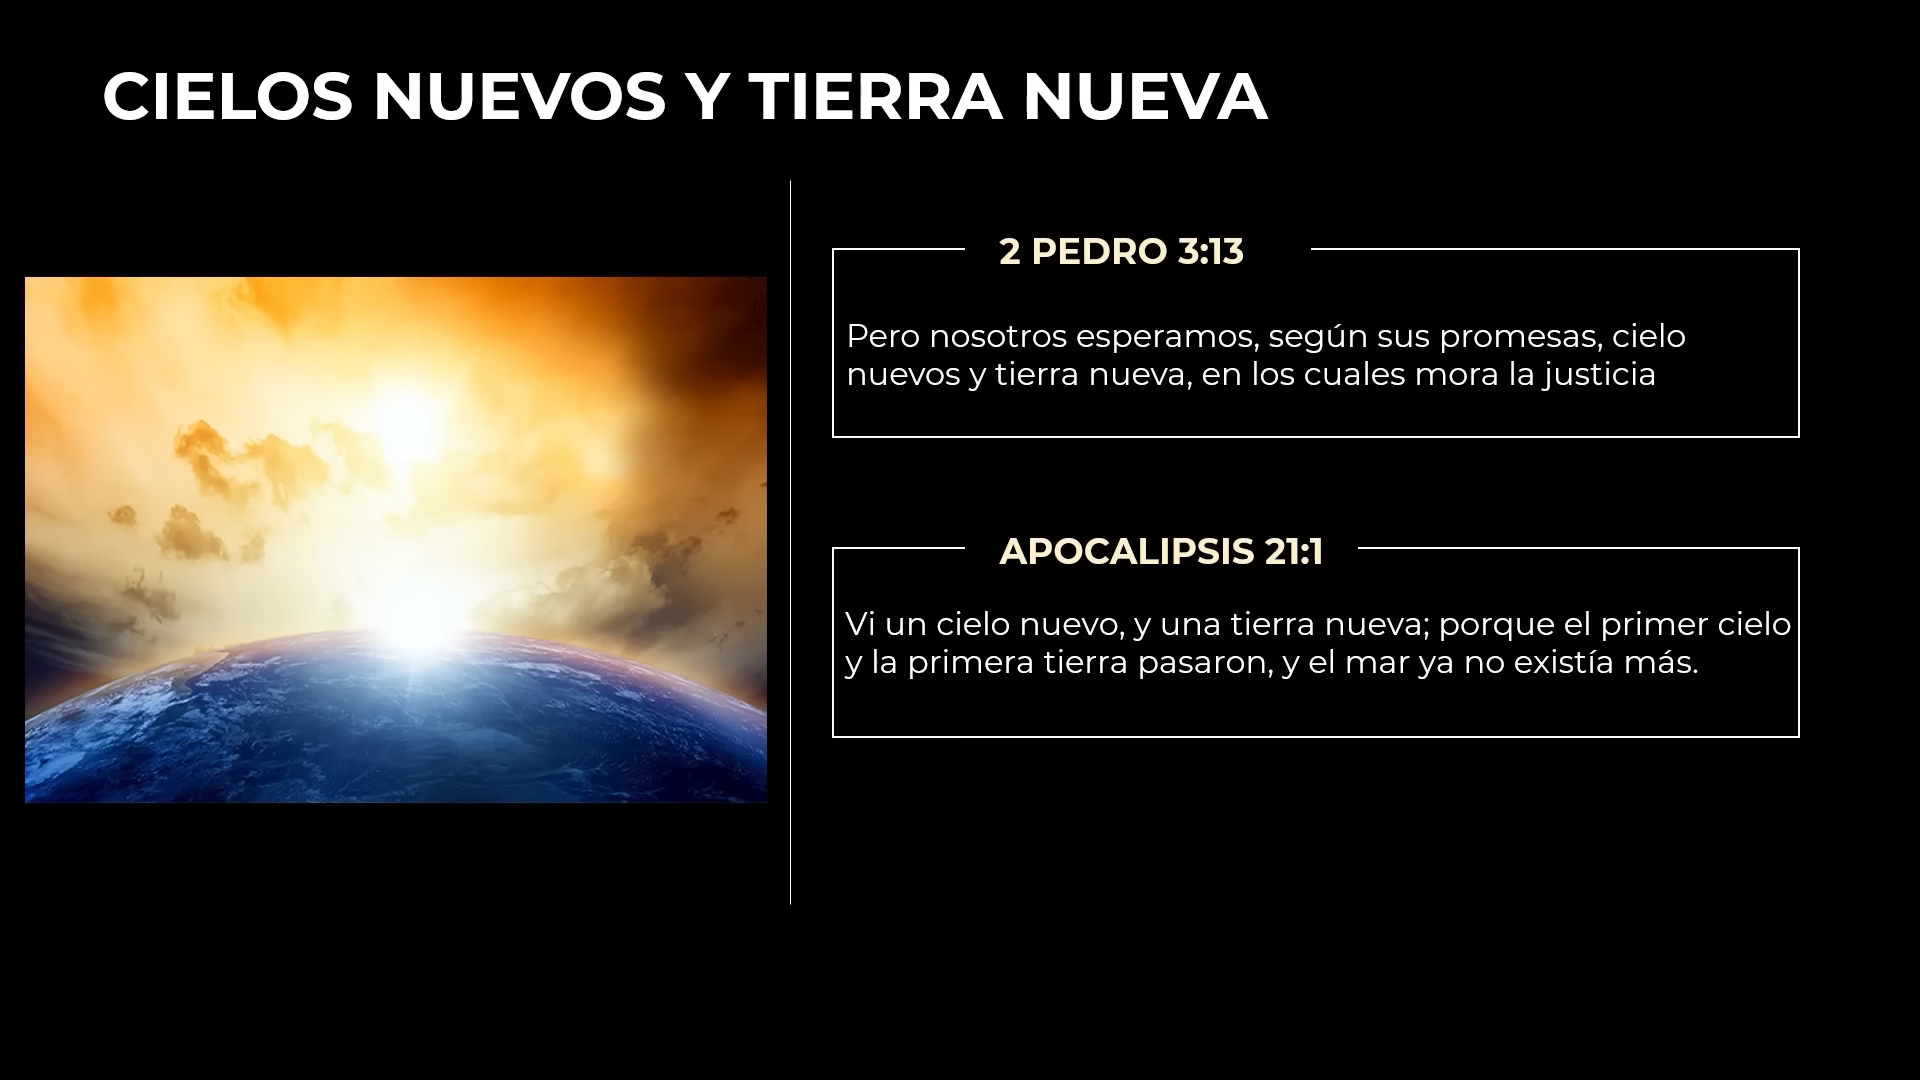 CIELOS NUEVOS Y TIERRA NUEVA
2 PEDRO 3:13
Pero nosotros esperamos, según sus promesas, cielo
nuevos y tierra nueva, en los cuales mora la justicia
APOCALIPSIS 21:1
Vi un cielo nuevo, y una tierra nueva; porque el primer cielo
y la primera tierra pasaron, y el mar ya no existía más.